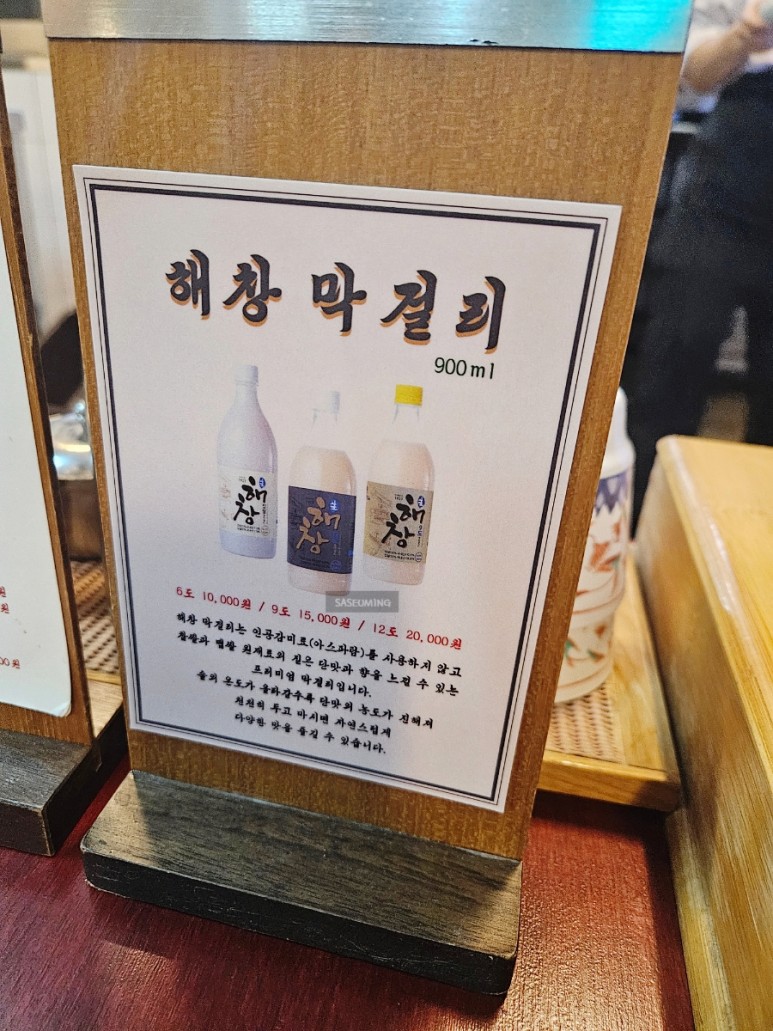 해창 막걸리
900ml
해창
해창
해창
SASEUMING
6도 10,000원 / 9도 15,000원 / 12도 20,000원
해창 막걸리는 인공감미료(아스파탐)를 사용하지 않고
찹쌀과 멥쌀 원재료의 짙은 단맛과 향을 느낄 수 있는
프리미엄 막걸리입니다.
술의 온도가 올라갈수록 단맛의 농도가 진해져
천천히 두고 마시면 자연스럽게
다양한 맛을 즐길 수 있습니다.